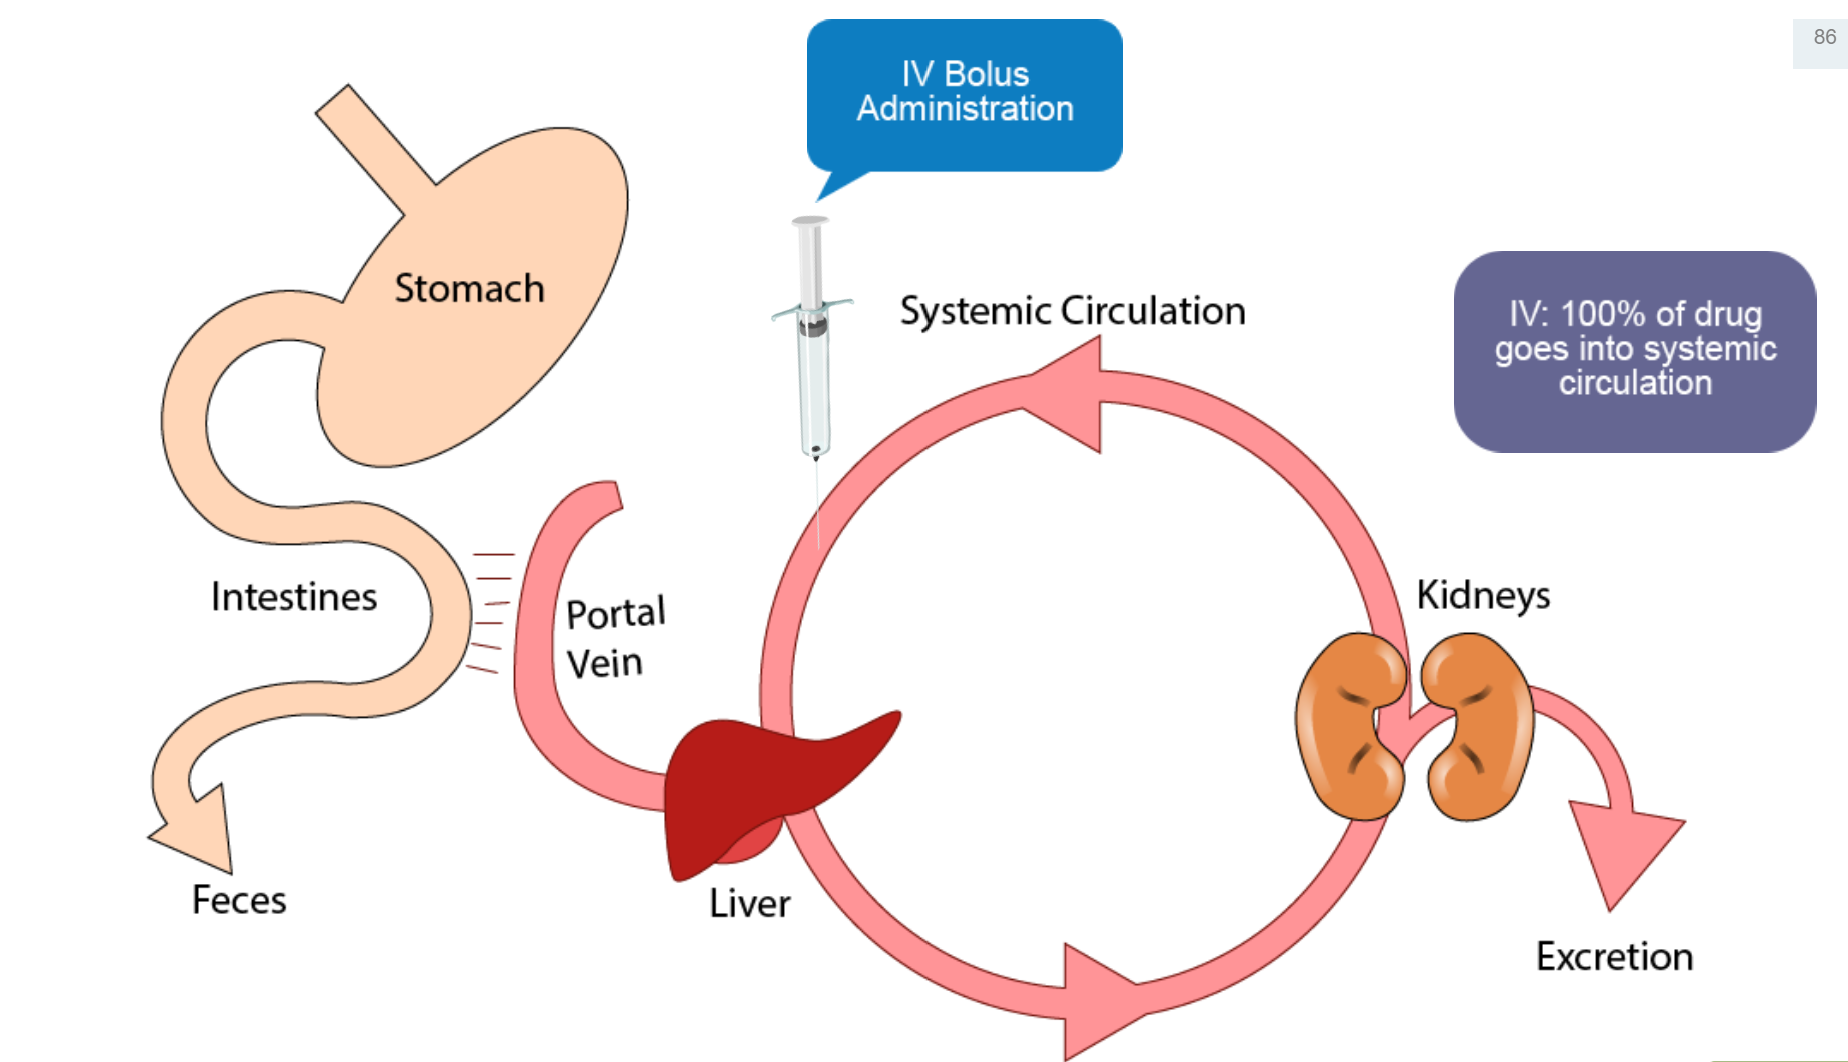 86
IV Bolus
Administration
Stomach
Systemic Circulation
IV: 100% of drug
goes into systemic
circulation
Intestines
Portal
Vein
Kidneys
Feces
Liver
Excretion